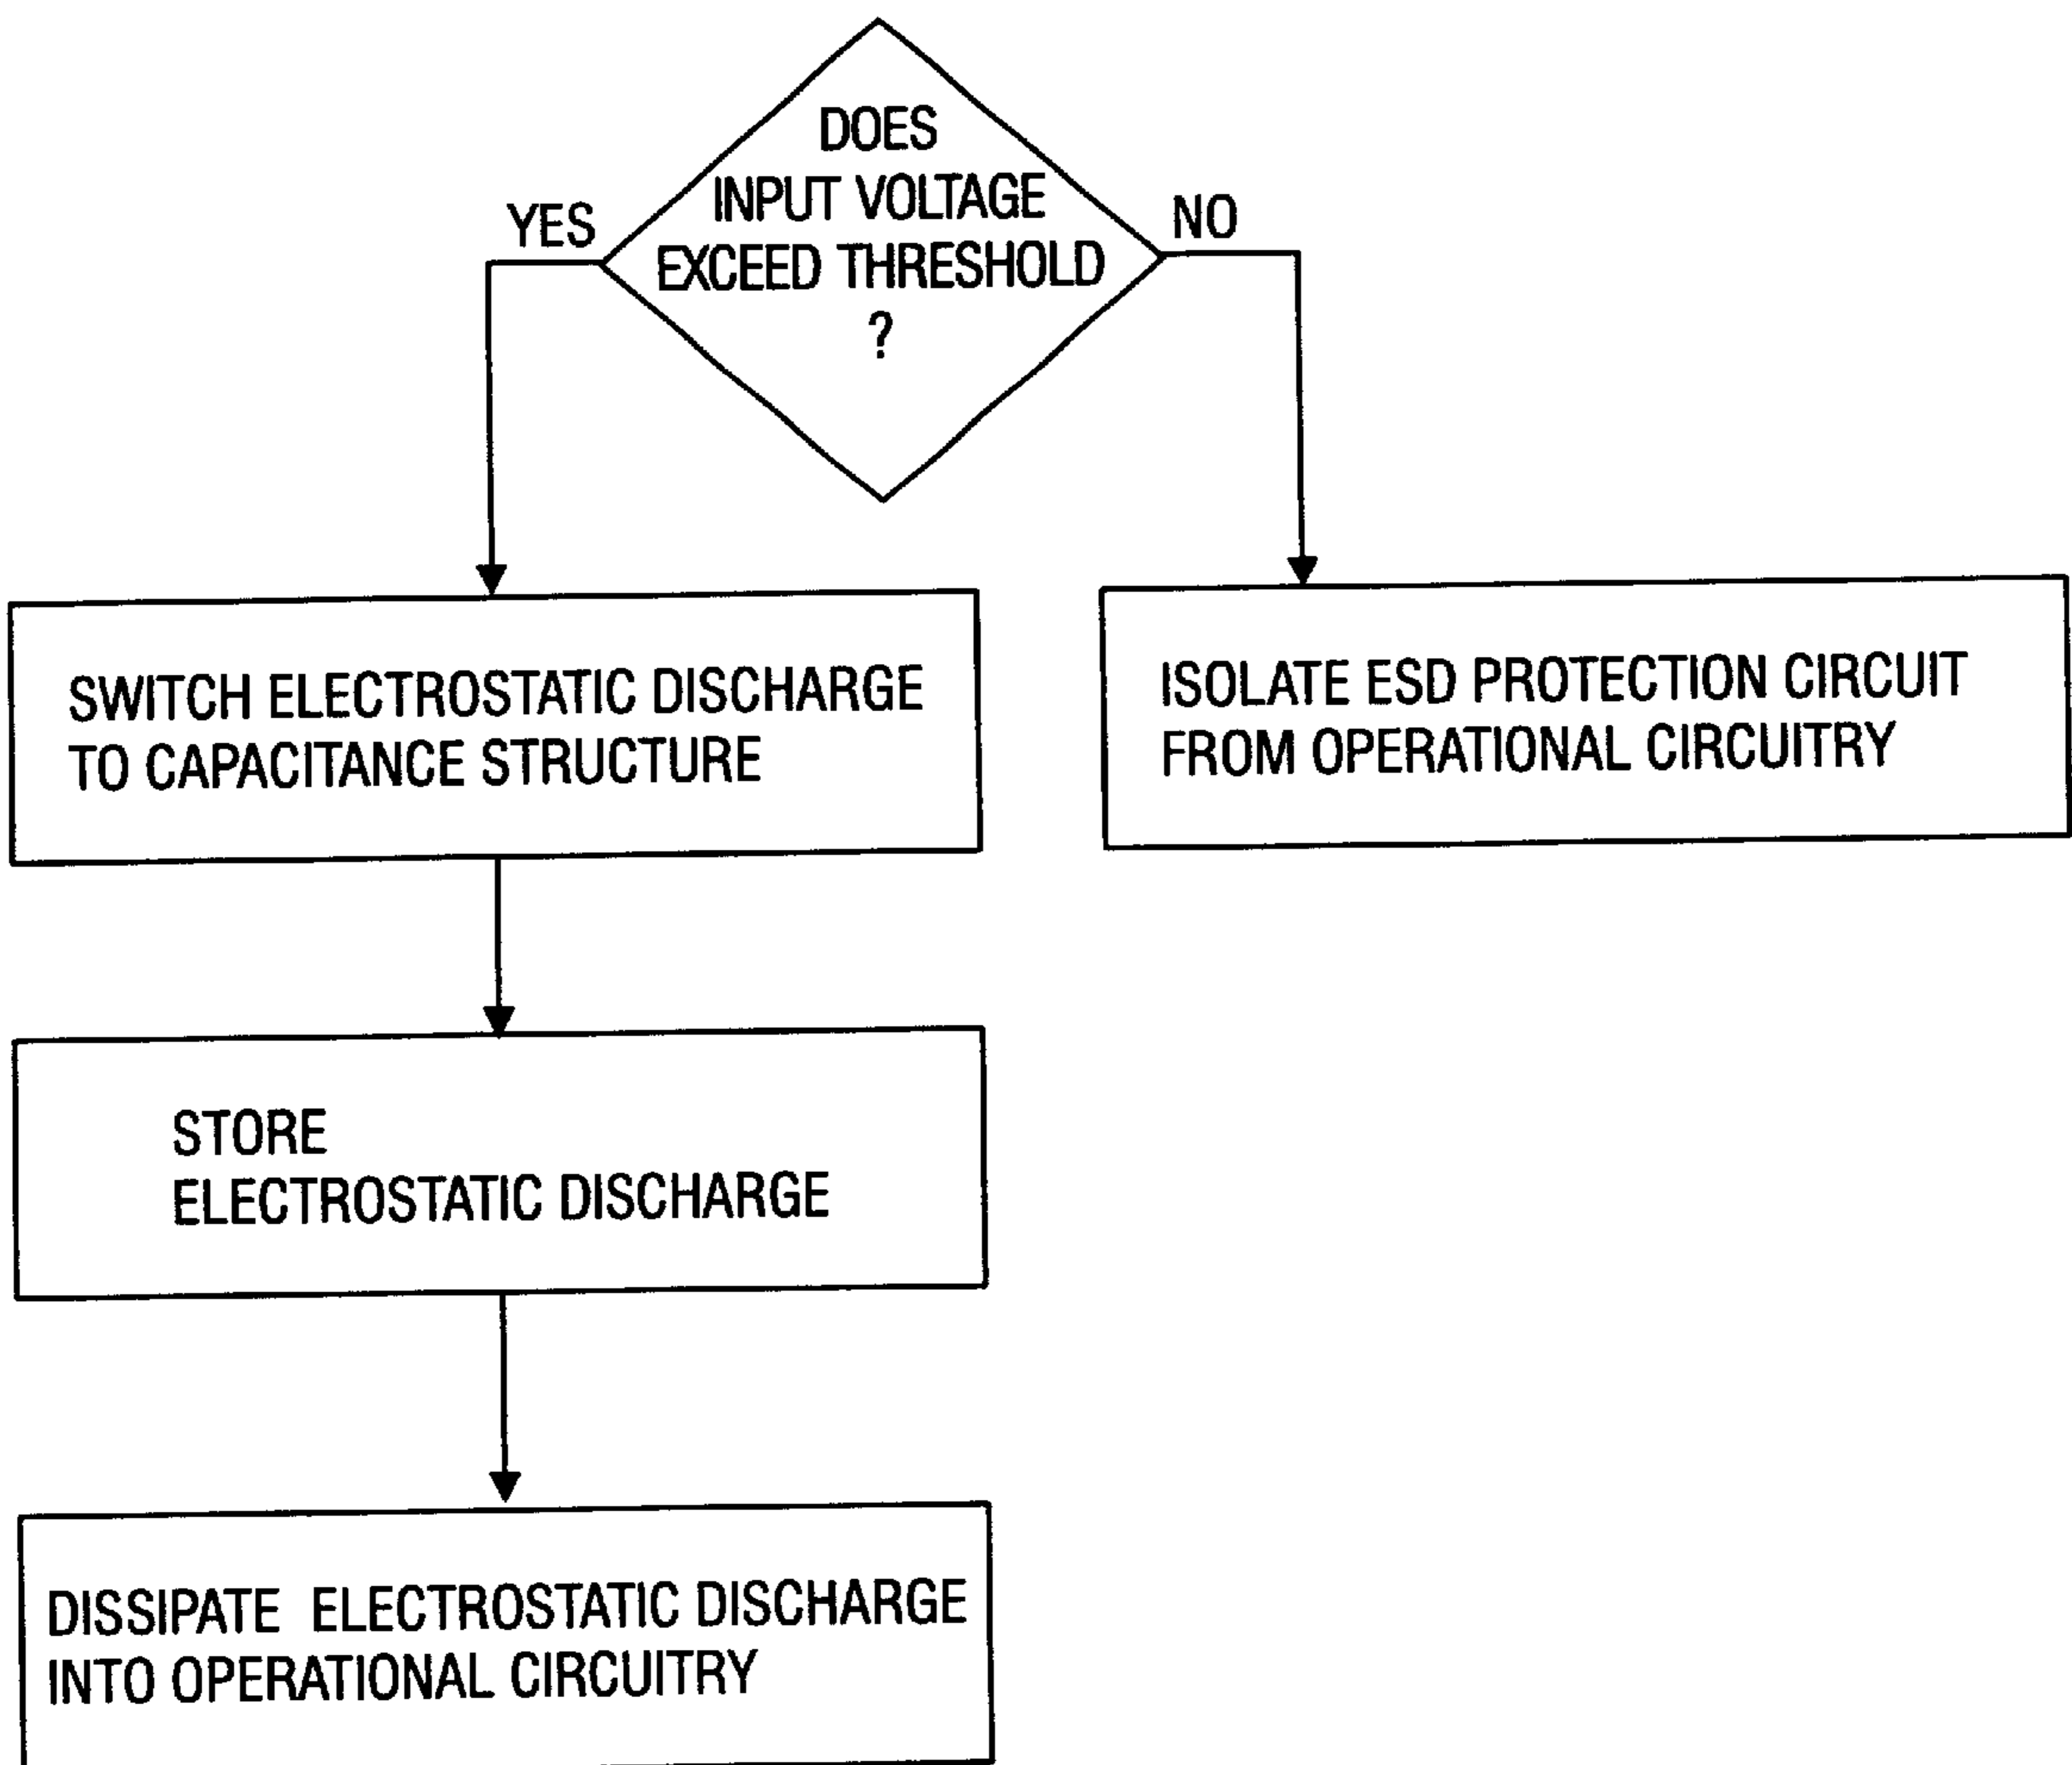 DOES
INPUT VOLTAGE
EXCEED THRESHOLD
?
YES
NO
SWITCH ELECTROSTATIC DISCHARGE
TO CAPACITANCE STRUCTURE
ISOLATE ESD PROTECTION CIRCUIT
FROM OPERATIONAL CIRCUITRY
STORE
ELECTROSTATIC DISCHARGE
DISSIPATE ELECTROSTATIC DISCHARGE
INTO OPERATIONAL CIRCUITRY